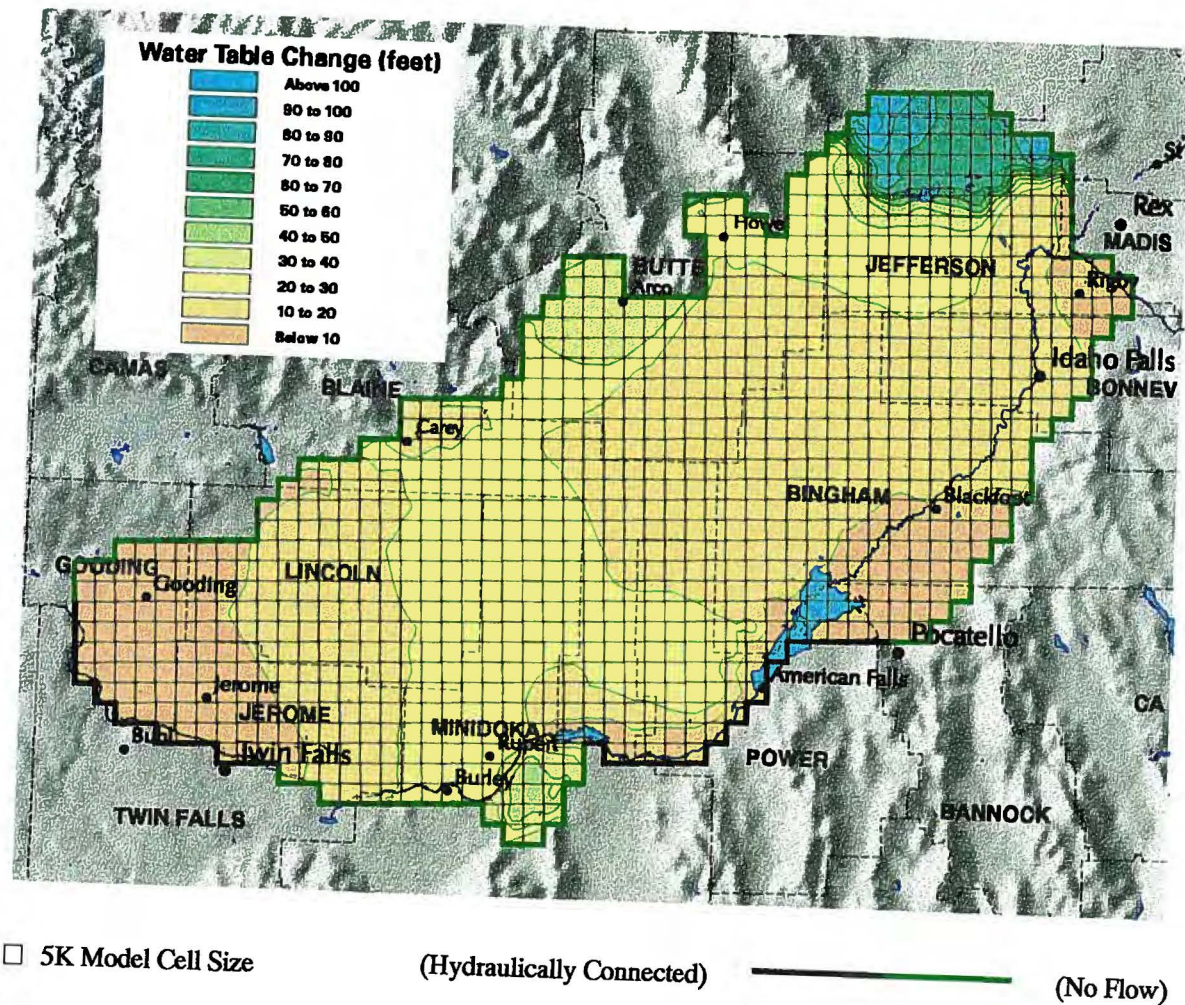 Water Table Change (feet)
Above 100
90 to 100
80 to 90
70 to 80
60 to 70
50 to 60
40 to 50
30 to 40
20 to 30
10 to 20
Below 10
Howe
Rex
MADIS
BUTTE
Arco
JEFFERSON
Rigby
CAMAS
BLAINE
Idaho Falls
BONNEV
Carey
BINGHAM
Blackfoot
GOODING
Gooding
LINCOLN
Pocatello
American Falls
Jerome
JEROME
CA
MINIDOKA
Rupert
Buhl
Twin Falls
POWER
Burley
TWIN FALLS
BANNOCK
5K Model Cell Size
(Hydraulically Connected)
(No Flow)